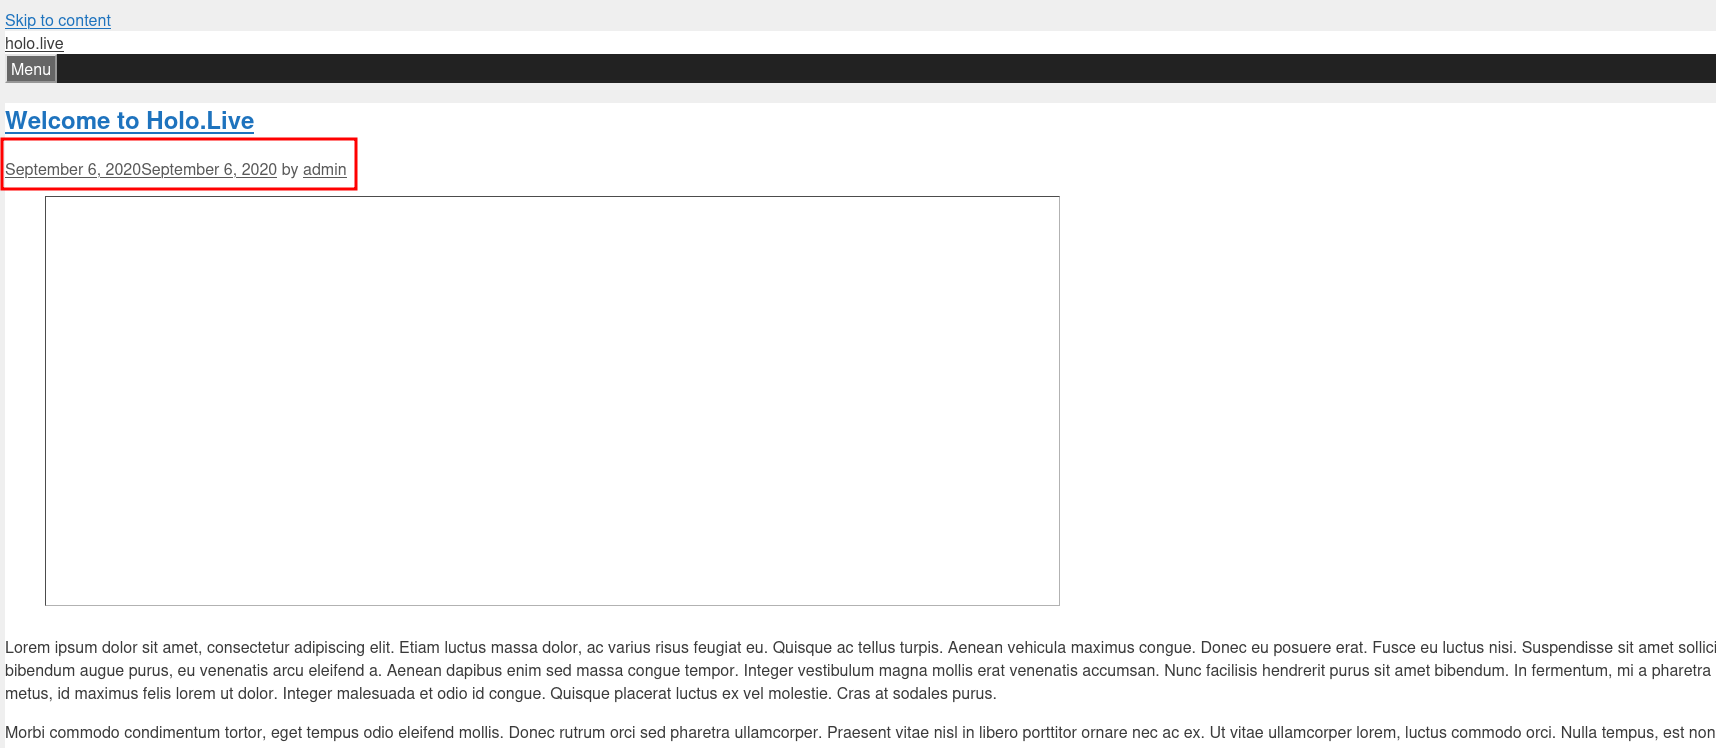 Skip to content
holo.live
Menu
Welcome to Holo.Live
September 6, 2020September 6, 2020 by admin
Lorem ipsum dolor sit amet, consectetur adipiscing elit. Etiam luctus massa dolor, ac varius risus feugiat eu. Quisque ac tellus turpis. Aenean vehicula maximus congue. Donec eu posuere erat. Fusce eu luctus nisi. Suspendisse sit amet sollici
bibendum augue purus, eu venenatis arcu eleifend a. Aenean dapibus enim sed massa congue tempor. Integer vestibulum magna mollis erat venenatis accumsan. Nunc facilisis hendrerit purus sit amet bibendum. In fermentum, mi a pharetra
metus, id maximus felis lorem ut dolor. Integer malesuada et odio id congue. Quisque placerat luctus ex vel molestie. Cras at sodales purus.
Morbi commodo condimentum tortor, eget tempus odio eleifend mollis. Donec rutrum orci sed pharetra ullamcorper. Praesent vitae nisl in libero porttitor ornare nec ac ex. Ut vitae ullamcorper lorem, luctus commodo orci. Nulla tempus, est non